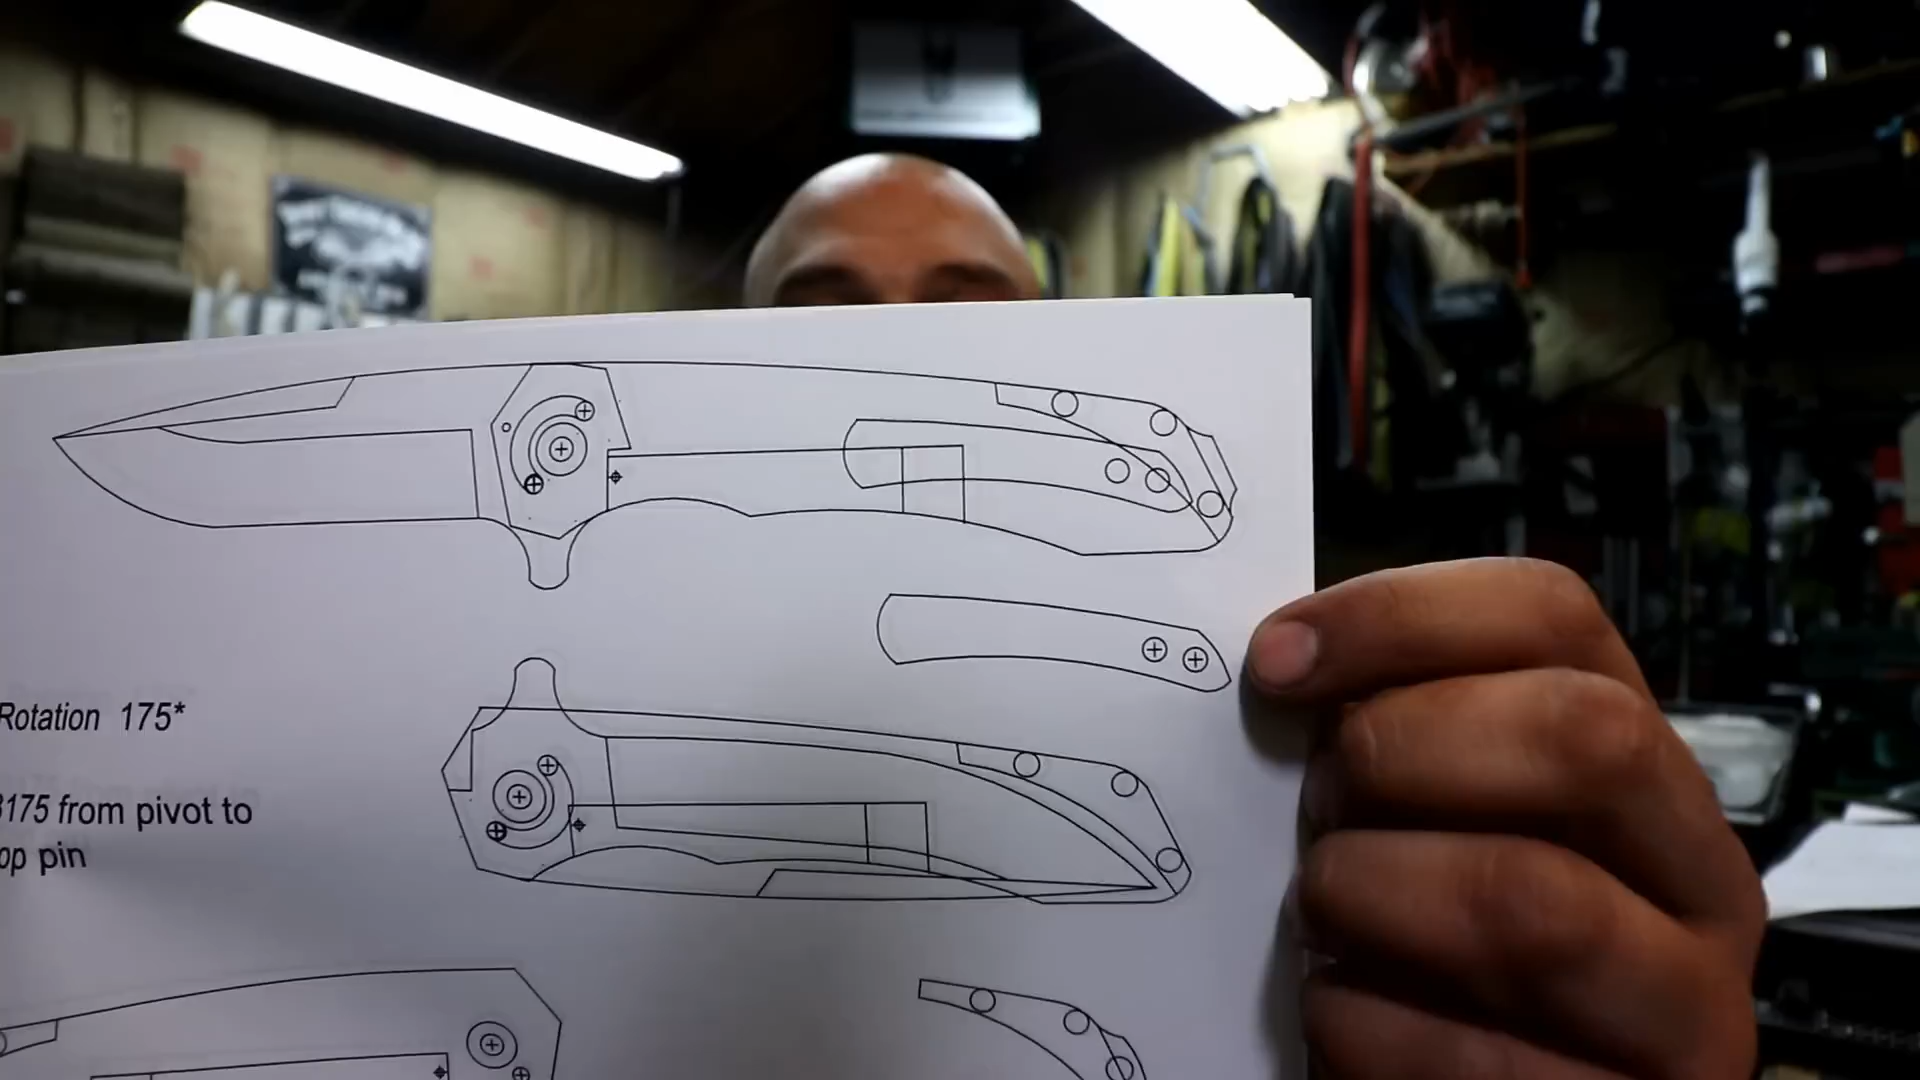 Rotation 175*
3175 from pivot to
op pin